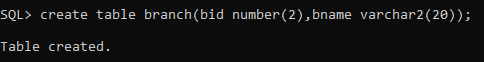 SQL> create table branch(bid number(2),bname varchar2(20));
Table created.